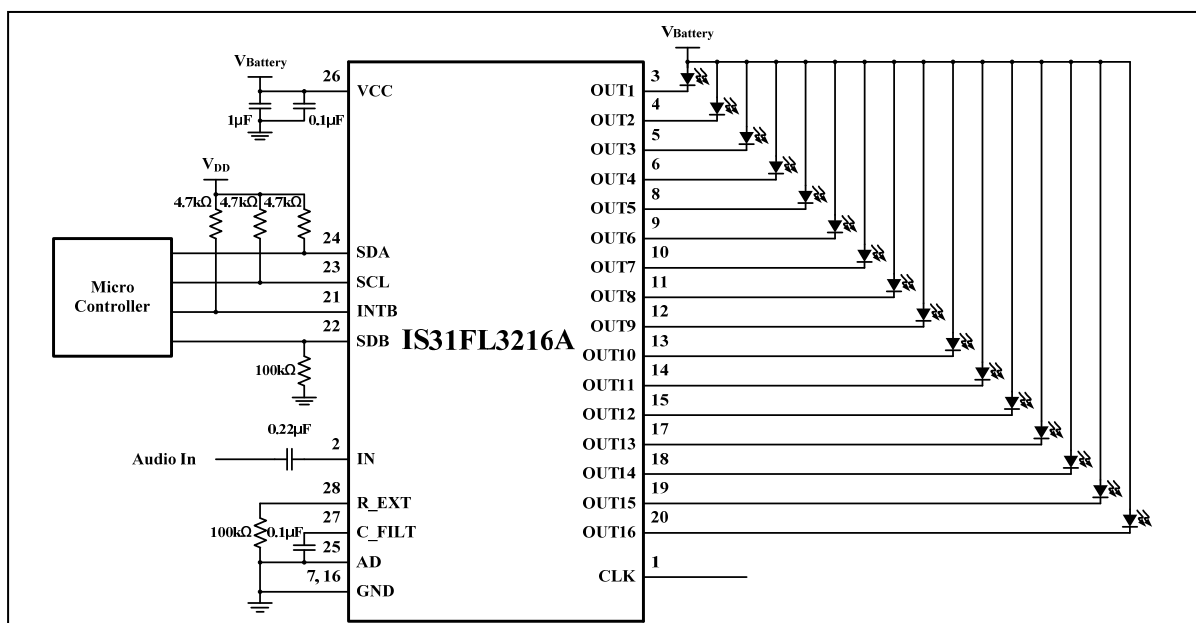 VBattery
26
VCC
1µF
0.1µF
VDD
4.7kΩ
4.7kΩ
4.7kΩ
Micro
Controller
24
SDA
23
SCL
21
INTB
22
SDB
100kΩ
0.22µF
Audio In
2
IN
28
R_EXT
27
C_FILT
100kΩ
0.1µF
25
AD
7, 16
GND
IS31FL3216A
VBattery
3
OUT1
4
OUT2
5
OUT3
6
OUT4
8
OUT5
9
OUT6
10
OUT7
11
OUT8
12
OUT9
13
OUT10
14
OUT11
15
OUT12
17
OUT13
18
OUT14
19
OUT15
20
OUT16
1
CLK